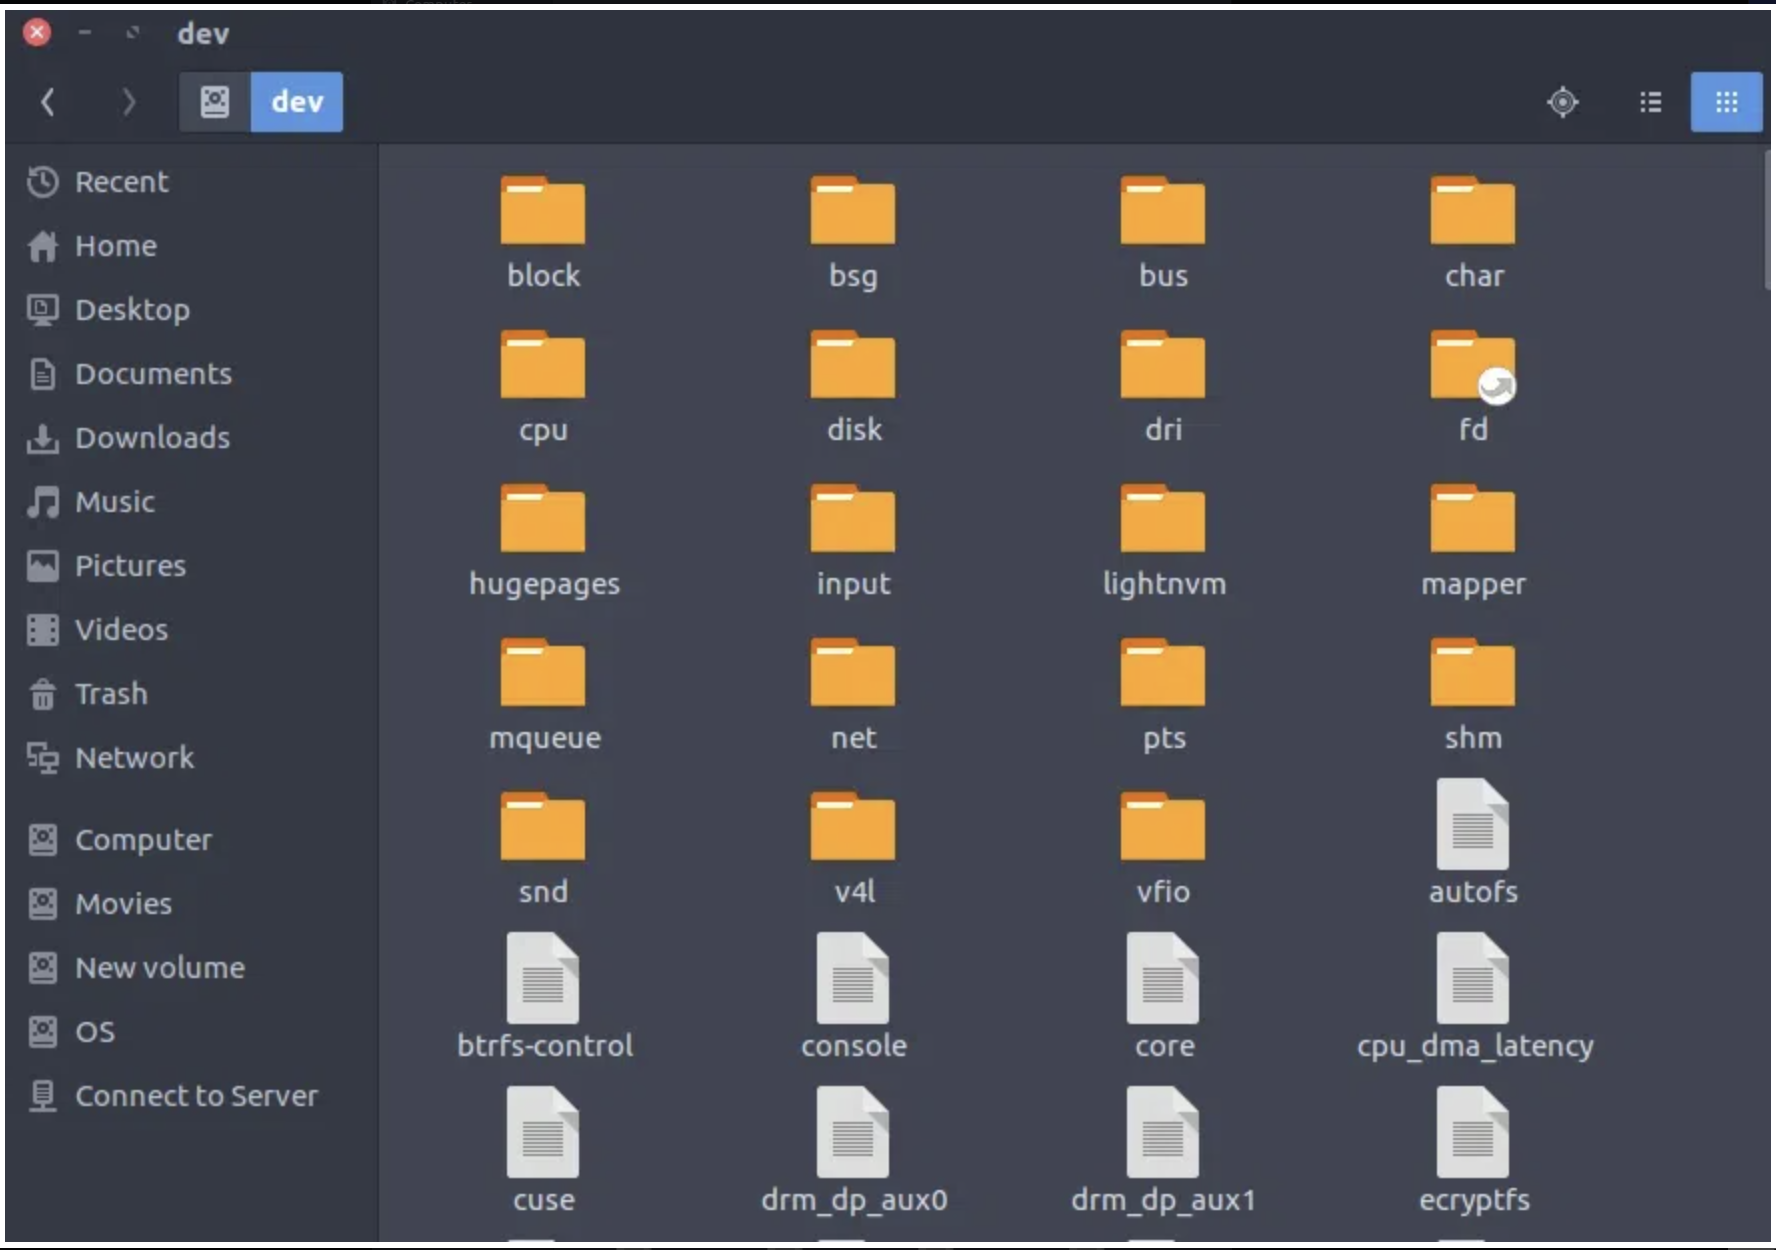 dev
dev
Recent
Home
Desktop
Documents
Downloads
Music
Pictures
Videos
Trash
Network
Computer
Movies
New volume
OS
Connect to Server
block bsg bus char
cpu disk dri fd
hugepages input lightnvm mapper
mqueue net pts shm
snd v4l vfio autofs
btrfs-control console core cpu_dma_latency
cuse drm_dp_aux0 drm_dp_aux1 ecryptfs